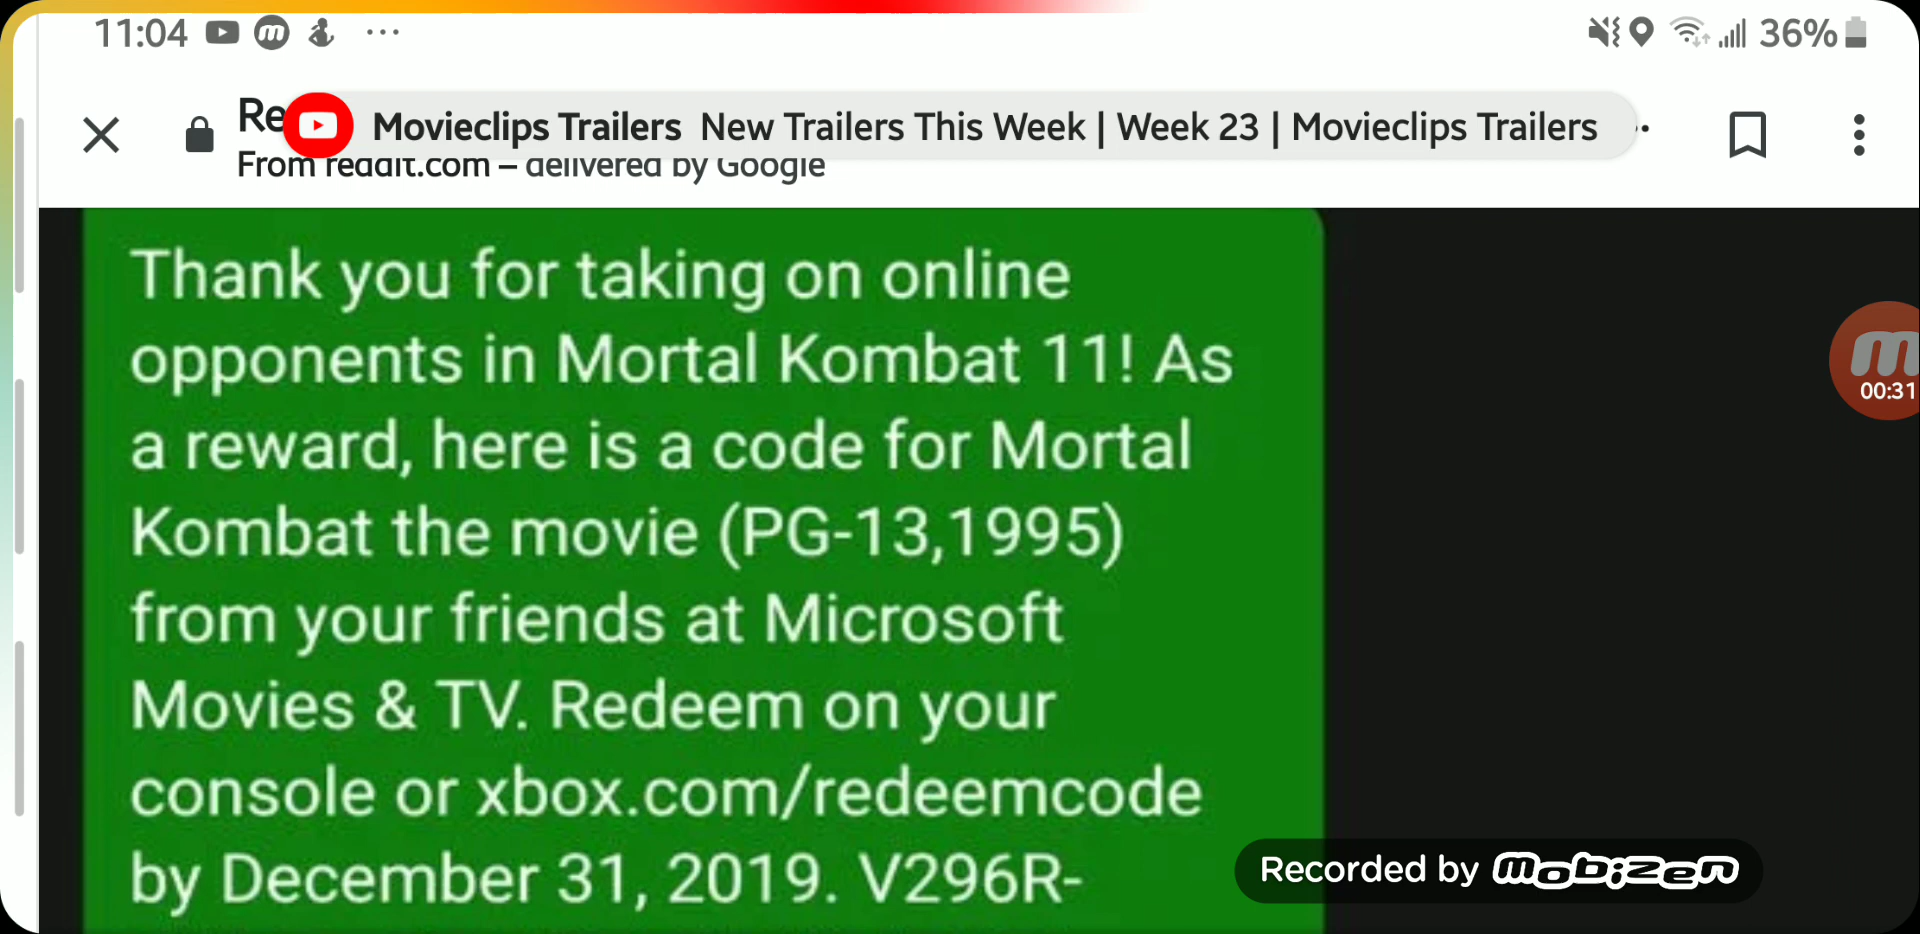 11:04
36%
Re
Movieclips Trailers New Trailers This Week | Week 23 | Movieclips Trailers
From reddit.com – delivered by Google
Thank you for taking on online
opponents in Mortal Kombat 11! As
a reward, here is a code for Mortal
Kombat the movie (PG-13,1995)
from your friends at Microsoft
Movies & TV. Redeem on your
console or xbox.com/redeemcode
by December 31, 2019. V296R-
00:31
Recorded by Mobizen